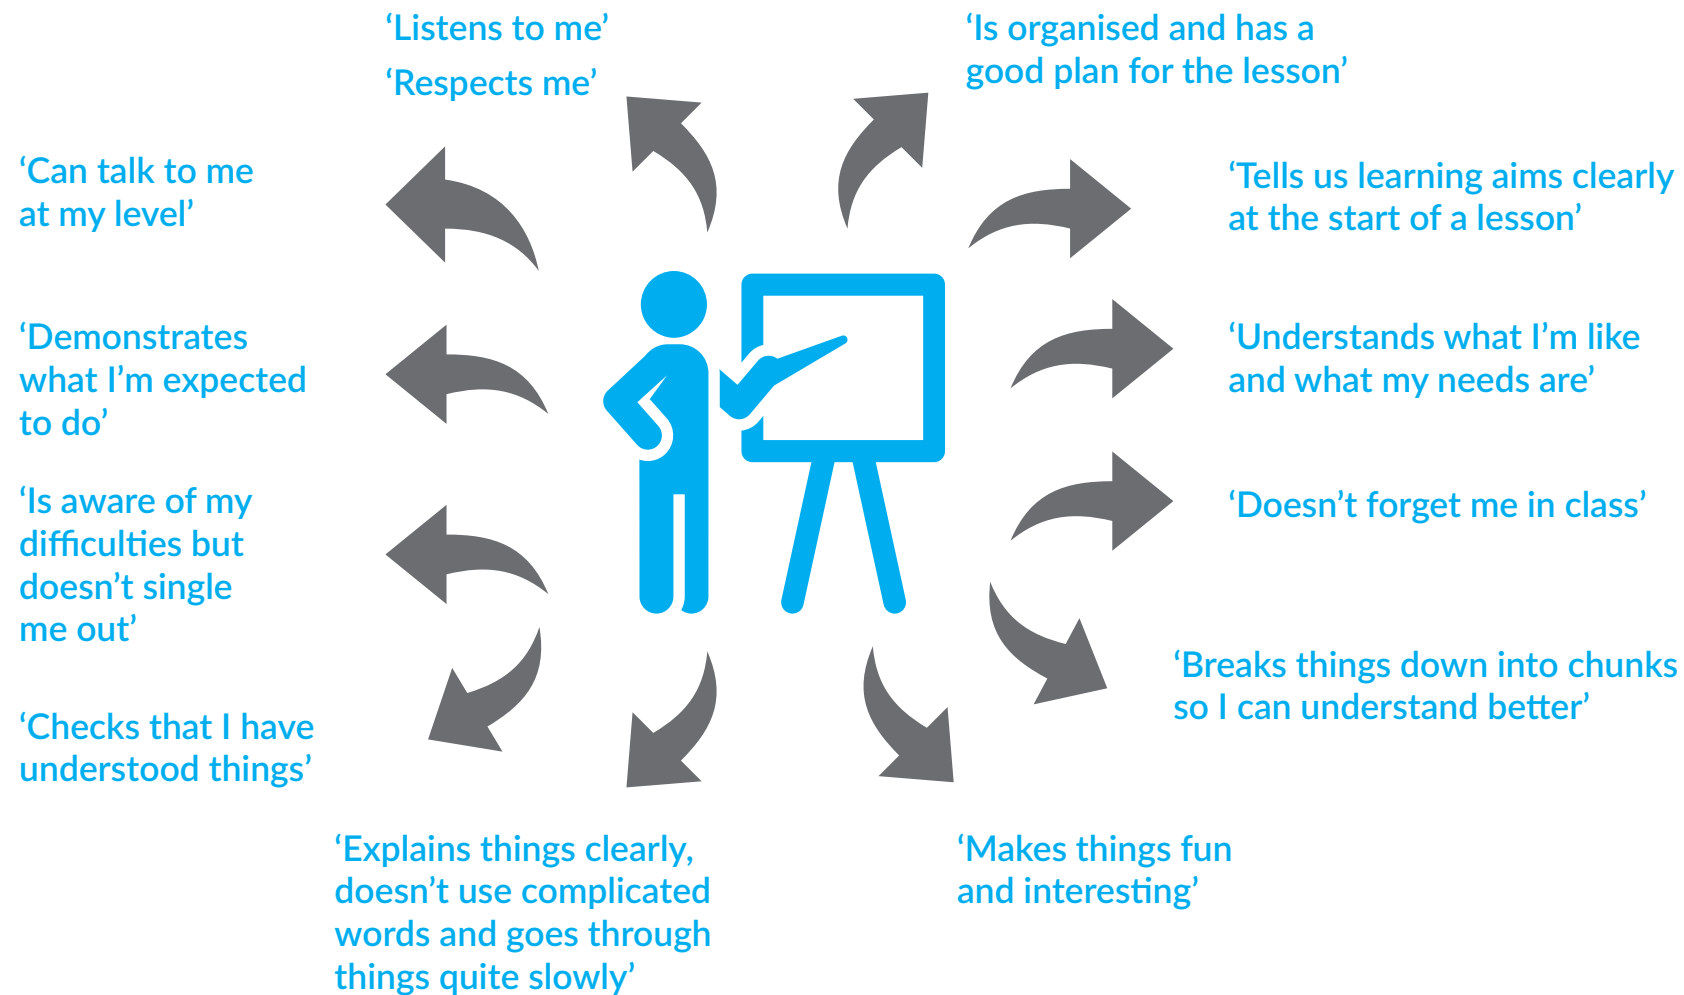 ‘Listens to me’
‘Respects me’
‘Is organised and has a
good plan for the lesson’
‘Can talk to me
at my level’
‘Tells us learning aims clearly
at the start of a lesson’
‘Demonstrates
what I’m expected
to do’
‘Understands what I’m like
and what my needs are’
‘Is aware of my
difficulties but
doesn’t single
me out’
‘Doesn’t forget me in class’
‘Checks that I have
understood things’
‘Breaks things down into chunks
so I can understand better’
‘Explains things clearly,
doesn’t use complicated
words and goes through
things quite slowly’
‘Makes things fun
and interesting’